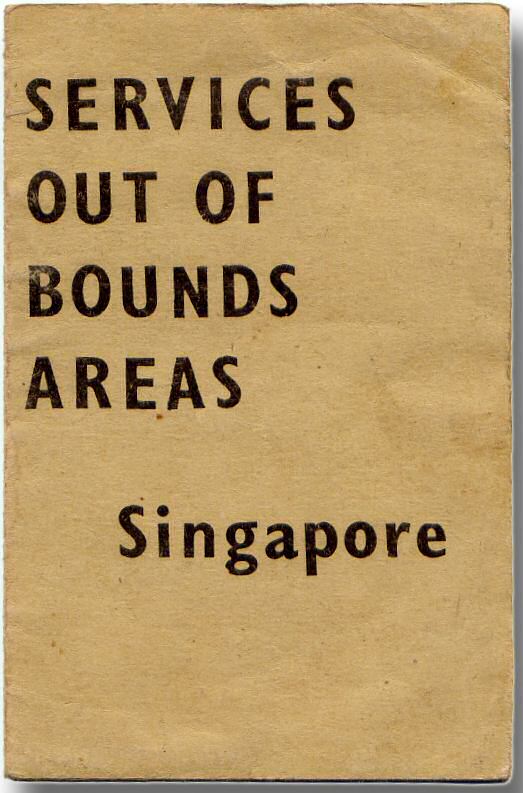 SERVICES
OUT OF
BOUNDS
AREAS
Singapore